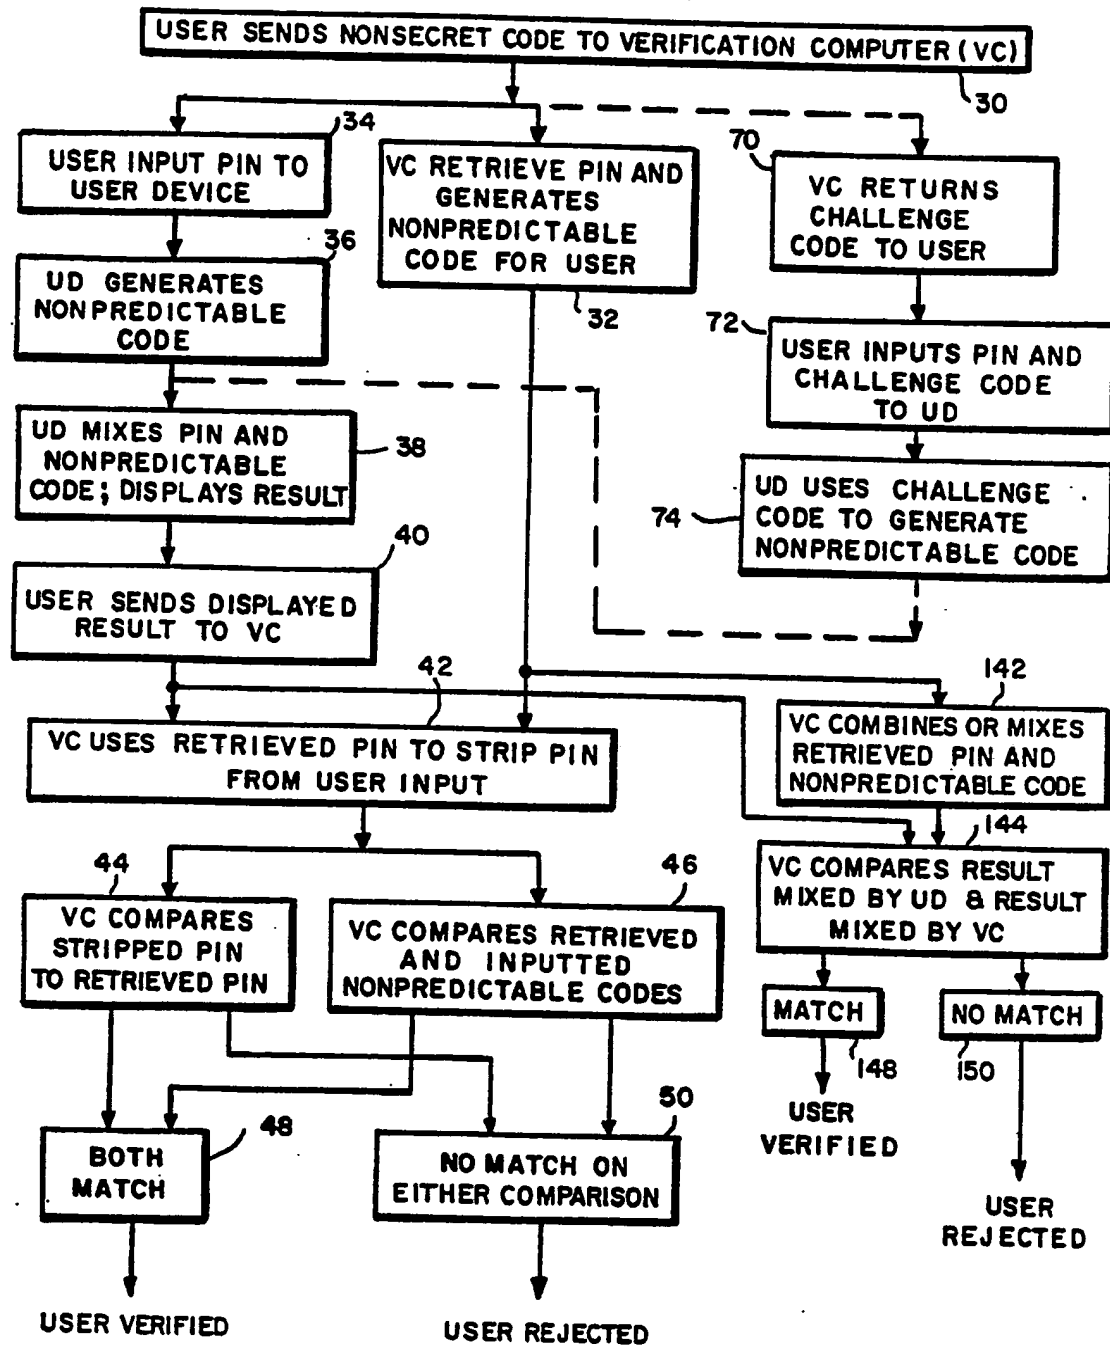 USER SENDS NONSECRET CODE TO VERIFICATION COMPUTER (VC)
30
34
USER INPUT PIN TO
USER DEVICE
VC RETRIEVE PIN AND
GENERATES
NONPREDICTABLE
CODE FOR USER
32
70
VC RETURNS
CHALLENGE
CODE TO USER
36
UD GENERATES
NONPREDICTABLE
CODE
72
USER INPUTS PIN AND
CHALLENGE CODE
TO UD
UD MIXES PIN AND
NONPREDICTABLE
CODE; DISPLAYS RESULT
38
74
UD USES CHALLENGE
CODE TO GENERATE
NONPREDICTABLE CODE
40
USER SENDS DISPLAYED
RESULT TO VC
42
VC USES RETRIEVED PIN TO STRIP PIN
FROM USER INPUT
142
VC COMBINES OR MIXES
RETRIEVED PIN AND
NONPREDICTABLE CODE
144
VC COMPARES RESULT
MIXED BY UD & RESULT
MIXED BY VC
44
VC COMPARES
STRIPPED PIN
TO RETRIEVED PIN
46
VC COMPARES RETRIEVED
AND INPUTTED
NONPREDICTABLE CODES
MATCH
148
NO MATCH
150
USER
VERIFIED
USER
REJECTED
48
BOTH
MATCH
50
NO MATCH ON
EITHER COMPARISON
USER VERIFIED
USER REJECTED